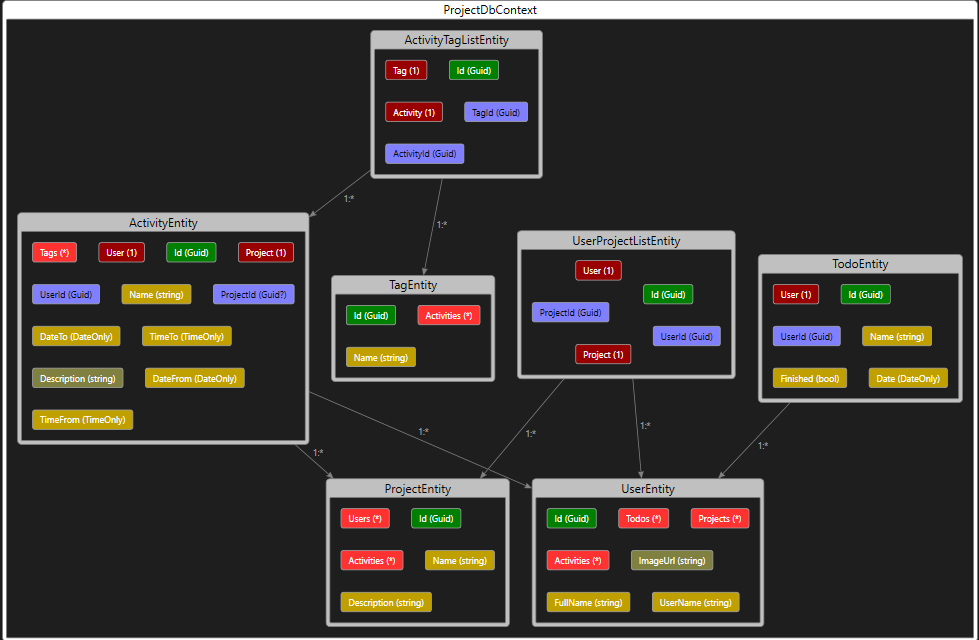 ProjectDbContext
ActivityTagListEntity
Tag (1) Id (Guid)
Activity (1) TagId (Guid)
ActivityId (Guid)
1:*
1:*
ActivityEntity
Tags (*) User (1) Id (Guid) Project (1)
UserId (Guid) Name (string) ProjectId (Guid?)
DateTo (DateOnly) TimeTo (TimeOnly)
Description (string) DateFrom (DateOnly)
TimeFrom (TimeOnly)
TagEntity
Id (Guid) Activities (*)
Name (string)
UserProjectListEntity
User (1)
Id (Guid)
ProjectId (Guid)
UserId (Guid)
Project (1)
TodoEntity
User (1) Id (Guid)
UserId (Guid) Name (string)
Finished (bool) Date (DateOnly)
1:*
1:*
1:*
1:*
1:*
ProjectEntity
Users (*) Id (Guid)
Activities (*) Name (string)
Description (string)
UserEntity
Id (Guid) Todos (*) Projects (*)
Activities (*) ImageUrl (string)
FullName (string) UserName (string)